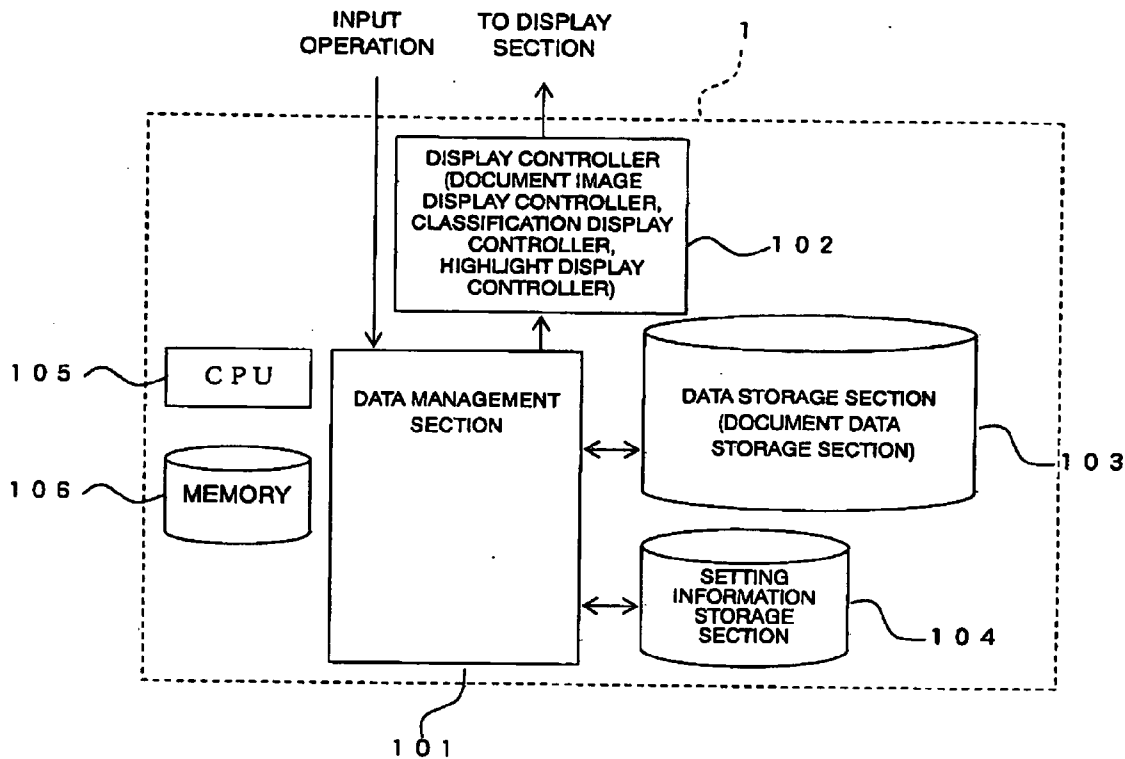 INPUT
OPERATION
TO DISPLAY
SECTION
1
DISPLAY CONTROLLER
(DOCUMENT IMAGE
DISPLAY CONTROLLER,
CLASSIFICATION DISPLAY
CONTROLLER,
HIGHLIGHT DISPLAY
CONTROLLER)
102
105
CPU
DATA MANAGEMENT
SECTION
DATA STORAGE SECTION
(DOCUMENT DATA
STORAGE SECTION)
103
106
MEMORY
SETTING
INFORMATION
STORAGE
SECTION
104
101